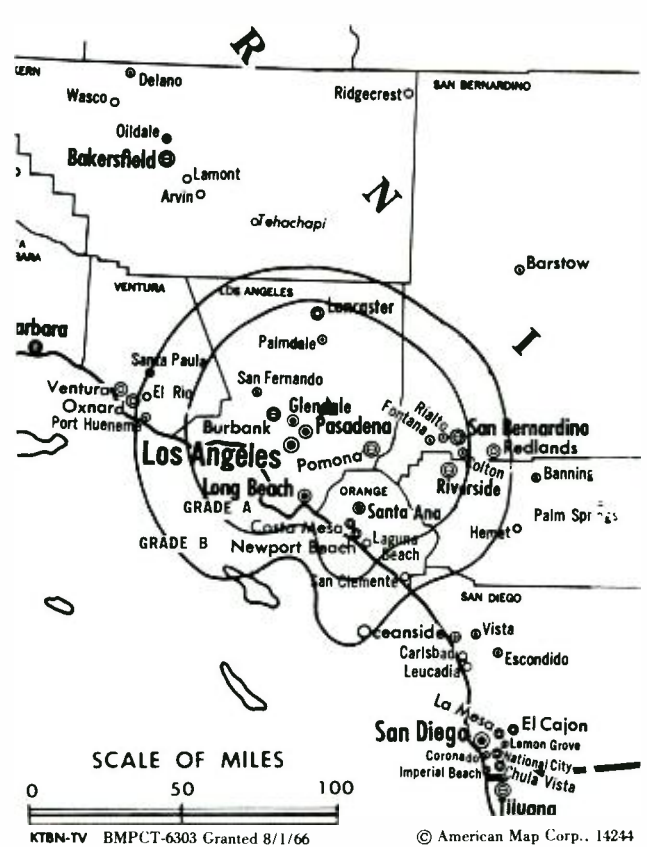 R
KERN
Delano
SAN BERNARDINO
Wasco
Ridgecrest
Oildale
Bakersfield
Lamont
Arvin
N
Tehachapi
Barstow
VENTURA
LOS ANGELES
Lancaster
I
arbara
Palmdale
Santa Paula
San Fernando
Ventura
El Rio
Oxnard
Port Hueneme
Glendale
Burbank
Pasadena
Fontana
Rialto
San Bernardino
Redlands
Los Angeles
Pomona
Colton
Riverside
Banning
Long Beach
ORANGE
GRADE A
Santa Ana
Palm Springs
Costa Mesa
Hemet
GRADE B
Newport Beach
Laguna
Beach
San Clemente
SAN DIEGO
Oceanside
Vista
Carlsbad
Escondido
Leucadia
La Mesa
El Cajon
San Diego
Lemon Grove
Coronado
National City
Imperial Beach
Chula Vista
Tijuana
SCALE OF MILES
0 50 100
KTBN-TV BMPCT-6303 Granted 8/1/66
© American Map Corp.. 14244